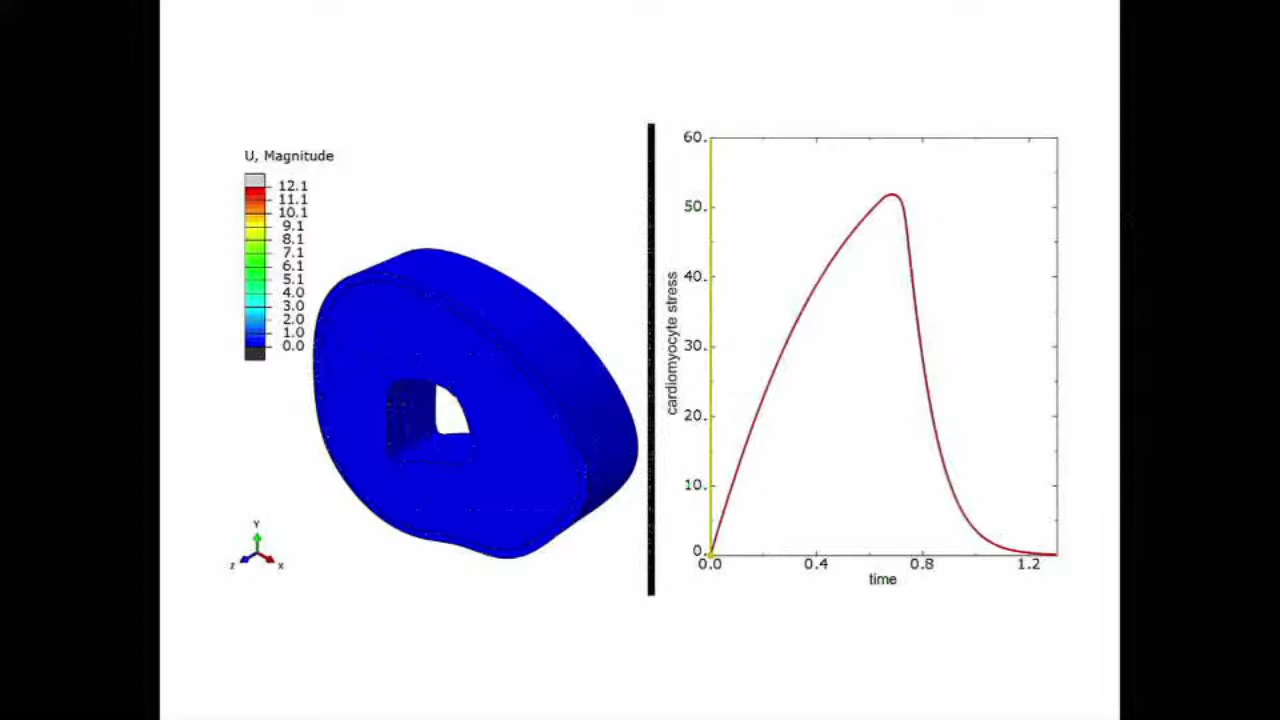 U, Magnitude
12.1
11.1
10.1
9.1
8.1
7.1
6.1
5.1
4.0
3.0
2.0
1.0
0.0
Y
Z
X
60.
50.
40.
30.
20.
10.
0.
cardiomyocyte stress
0.0 0.4 0.8 1.2
time